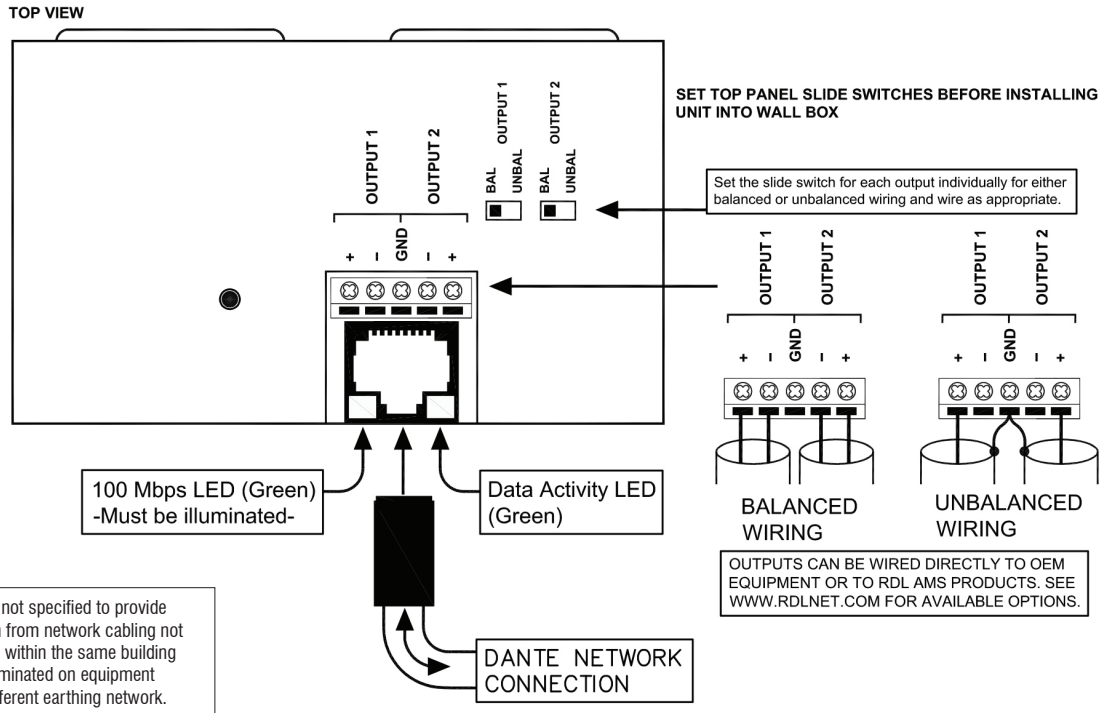 TOP VIEW
SET TOP PANEL SLIDE SWITCHES BEFORE INSTALLING
UNIT INTO WALL BOX
OUTPUT 1
OUTPUT 2
BAL
UNBAL
OUTPUT 1
BAL
UNBAL
OUTPUT 2
Set the slide switch for each output individually for either
balanced or unbalanced wiring and wire as appropriate.
+ - GND - +
OUTPUT 1
OUTPUT 2
+ - GND - +
OUTPUT 1
OUTPUT 2
+ - GND - +
100 Mbps LED (Green)
-Must be illuminated-
Data Activity LED
(Green)
BALANCED
WIRING
UNBALANCED
WIRING
OUTPUTS CAN BE WIRED DIRECTLY TO OEM
EQUIPMENT OR TO RDL AMS PRODUCTS. SEE
WWW.RDLNET.COM FOR AVAILABLE OPTIONS.
not specified to provide
from network cabling not
within the same building
minated on equipment
fferent earthing network.
DANTE NETWORK
CONNECTION